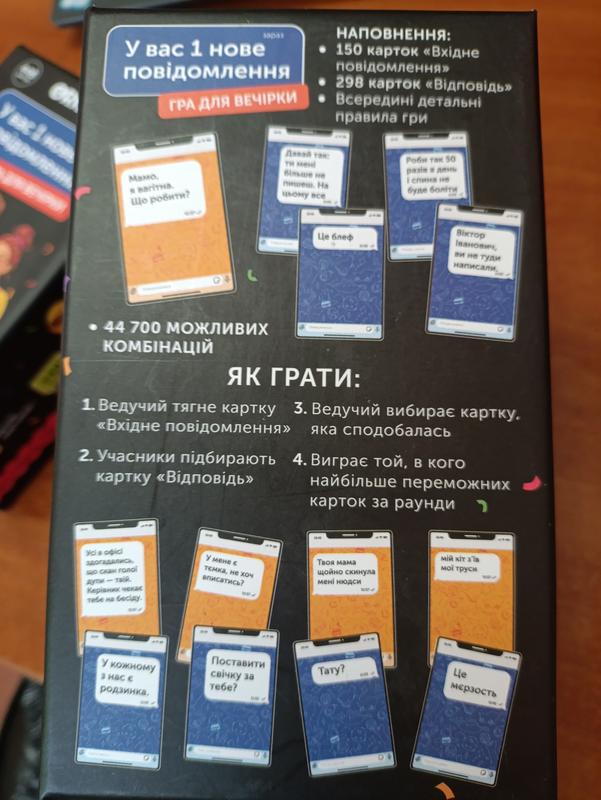 зараз
У вас 1 нове
повідомлення
ГРА ДЛЯ ВЕЧІРКИ
НАПОВНЕННЯ:
• 150 карток «Вхідне
повідомлення»
• 298 карток «Відповідь»
• Всередині детальні
правила гри
Мамо,
я вагітна.
Що робити?
Давай так:
ти мені
більше не
пишеш. На
цьому все
Роби так 50
разів в день
і спина не
буде боліти
Це блеф
Віктор
Іванович,
ви не туди
написали.
• 44 700 МОЖЛИВИХ
КОМБІНАЦІЙ
ЯК ГРАТИ:
1. Ведучий тягне картку
«Вхідне повідомлення»
2. Учасники підбирають
картку «Відповідь»
3. Ведучий вибирає картку,
яка сподобалась
4. Виграє той, в кого
найбільше переможних
карток за раунди
Усі в офісі
здогадались,
що скан голої
дупи — твій.
Керівник чекає
тебе на бесіду.
У мене є
тємка, не хоч
вписатись?
Твоя мама
щойно скинула
мені нюдси
мій кіт з'їв
мої труси
У кожному
з нас є
родзинка.
Поставити
свічку за
тебе?
Тату?
Це
мєрзость